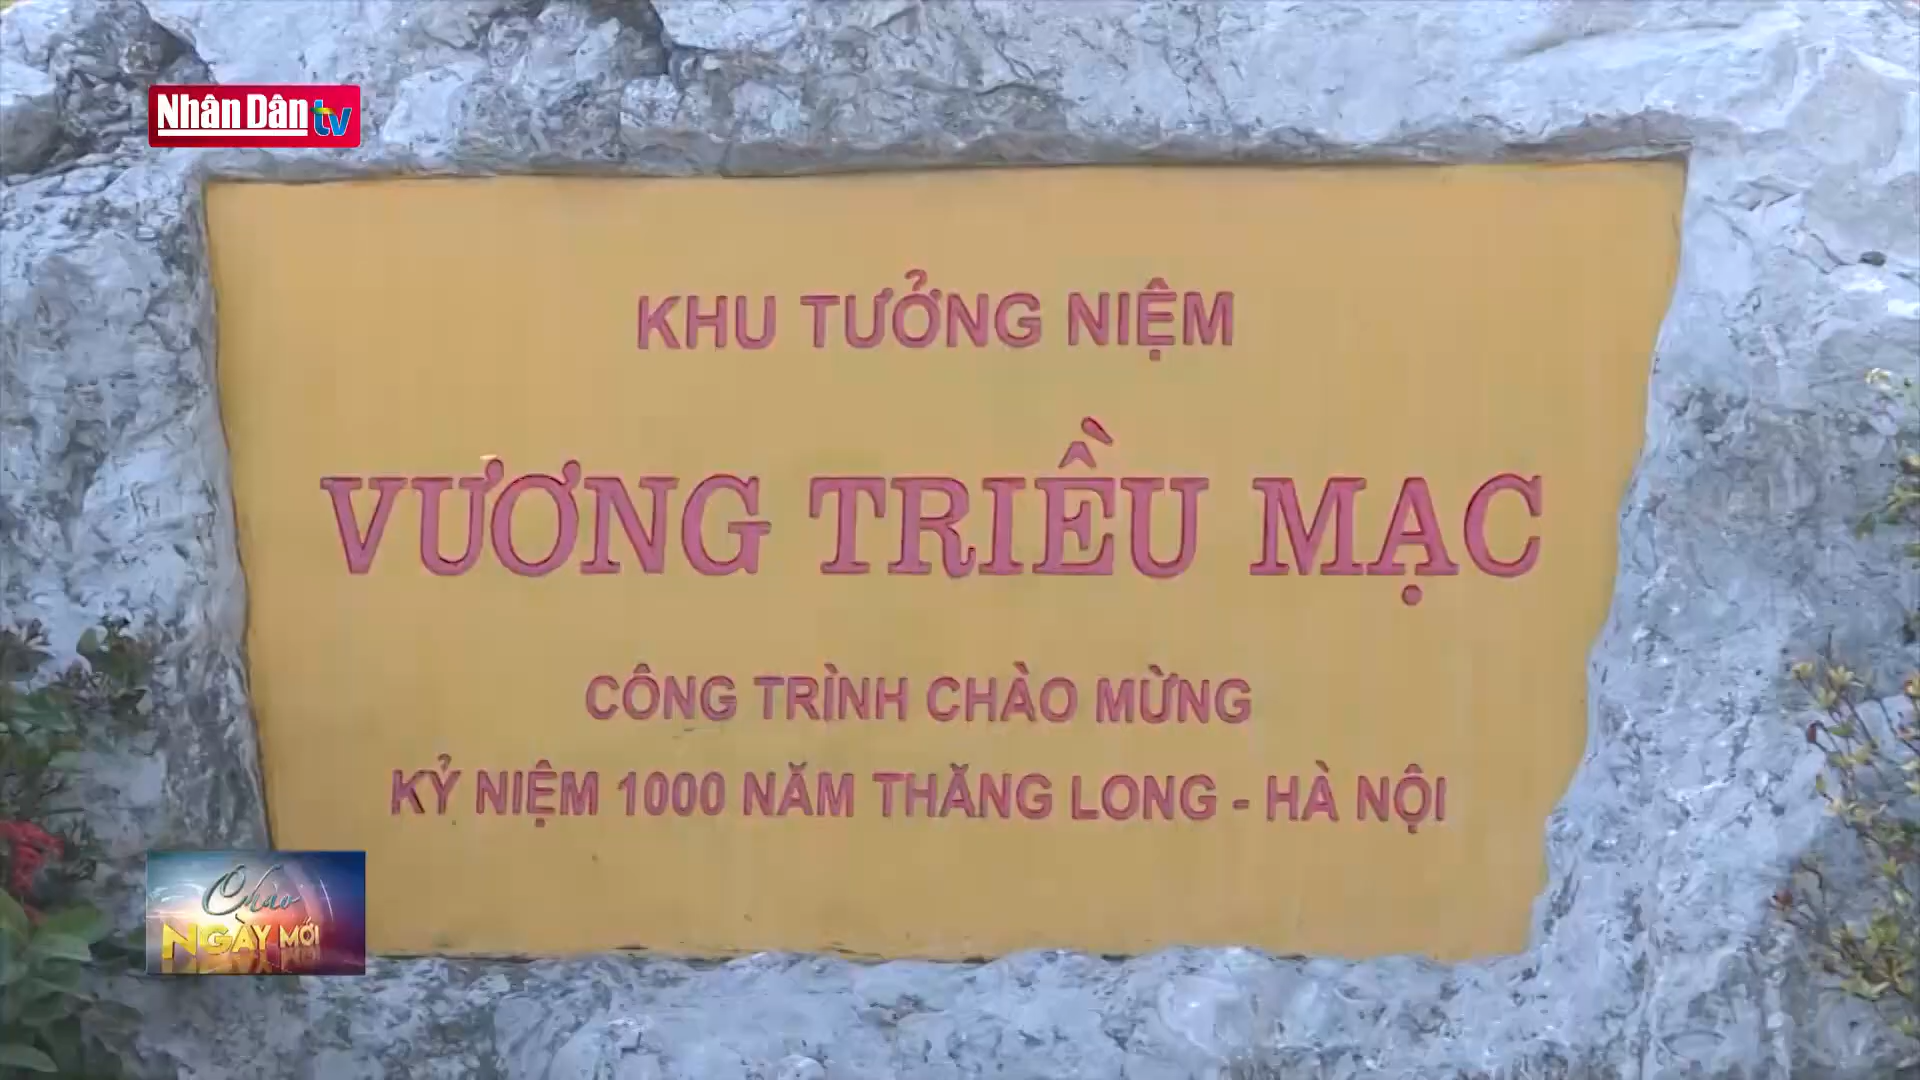 Nhân Dân tv
KHU TƯỞNG NIỆM
VƯƠNG TRIỀU MẠC
CÔNG TRÌNH CHÀO MỪNG
KỶ NIỆM 1000 NĂM THĂNG LONG - HÀ NỘI
Chào
NGÀY MỚI